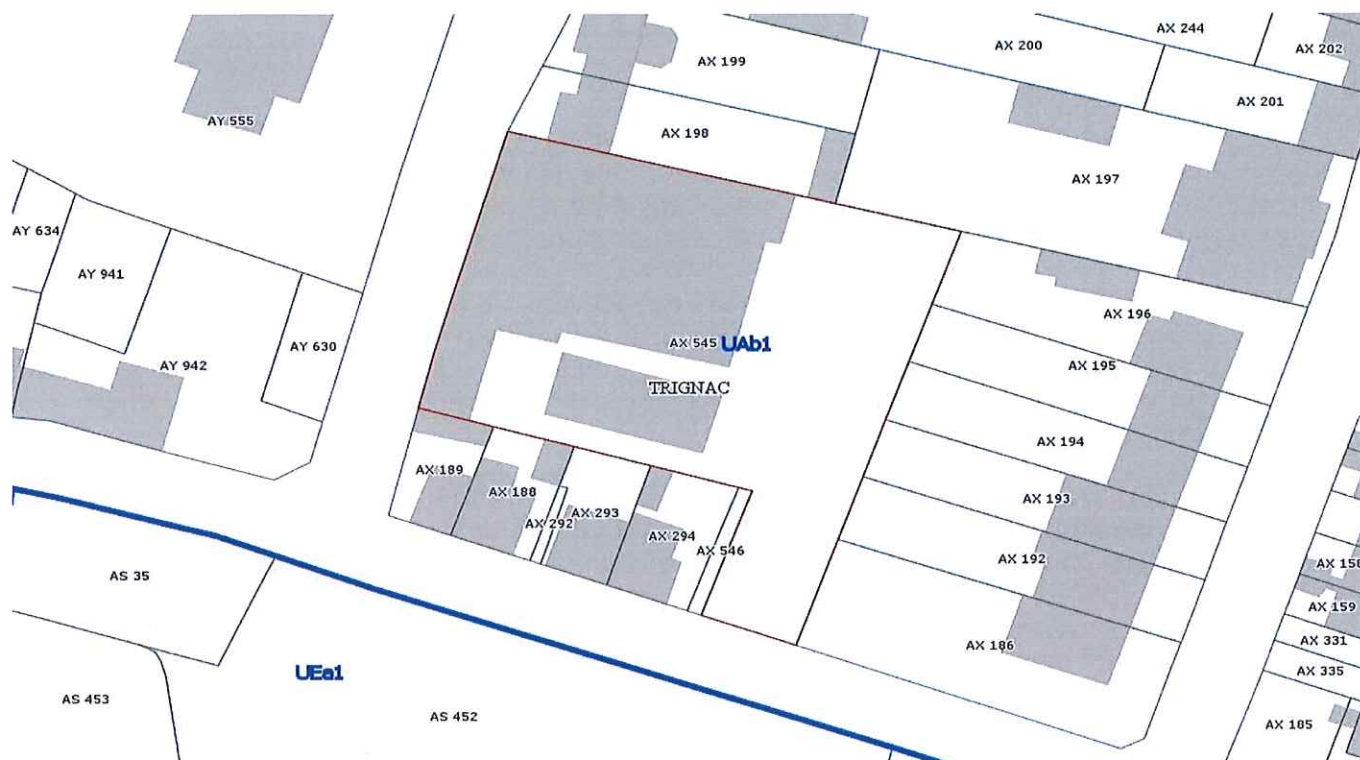 AX 244
AX 200
AX 202
AX 199
AX 201
AY 555
AX 198
AX 197
AY 634
AY 941
AX 196
AX 545 UAb1
AY 630
AY 942
AX 195
TRIGNAC
AX 194
AX 189
AX 188
AX 193
AX 293
AX 292
AX 294
AX 546
AX 192
AX 158
AS 35
AX 159
AX 331
AX 186
AX 335
UEa1
AS 453
AS 452
AX 185